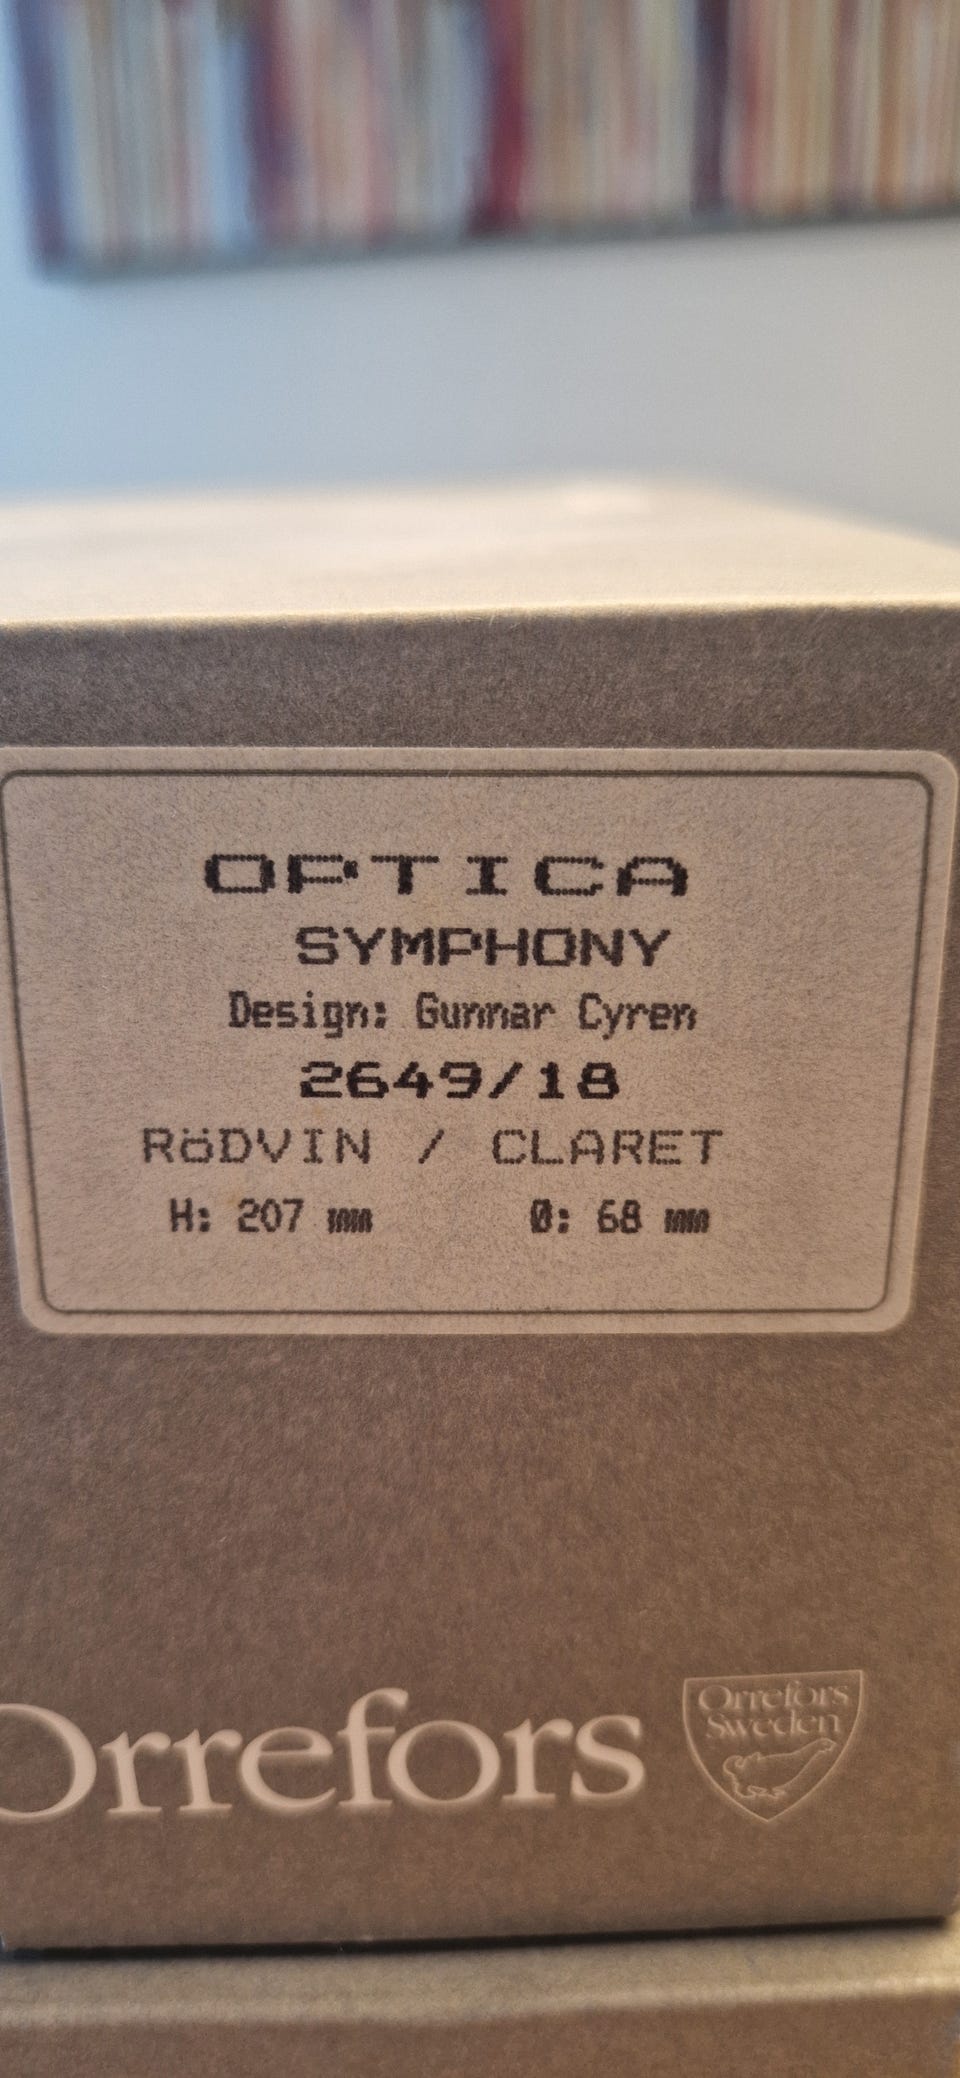 OPTICA
SYMPHONY
Design: Gunnar Cyren
2649/18
RöDVIN / CLARET
H: 207 mm Ø: 68 mm
Orrefors
Orrefors
Sweden